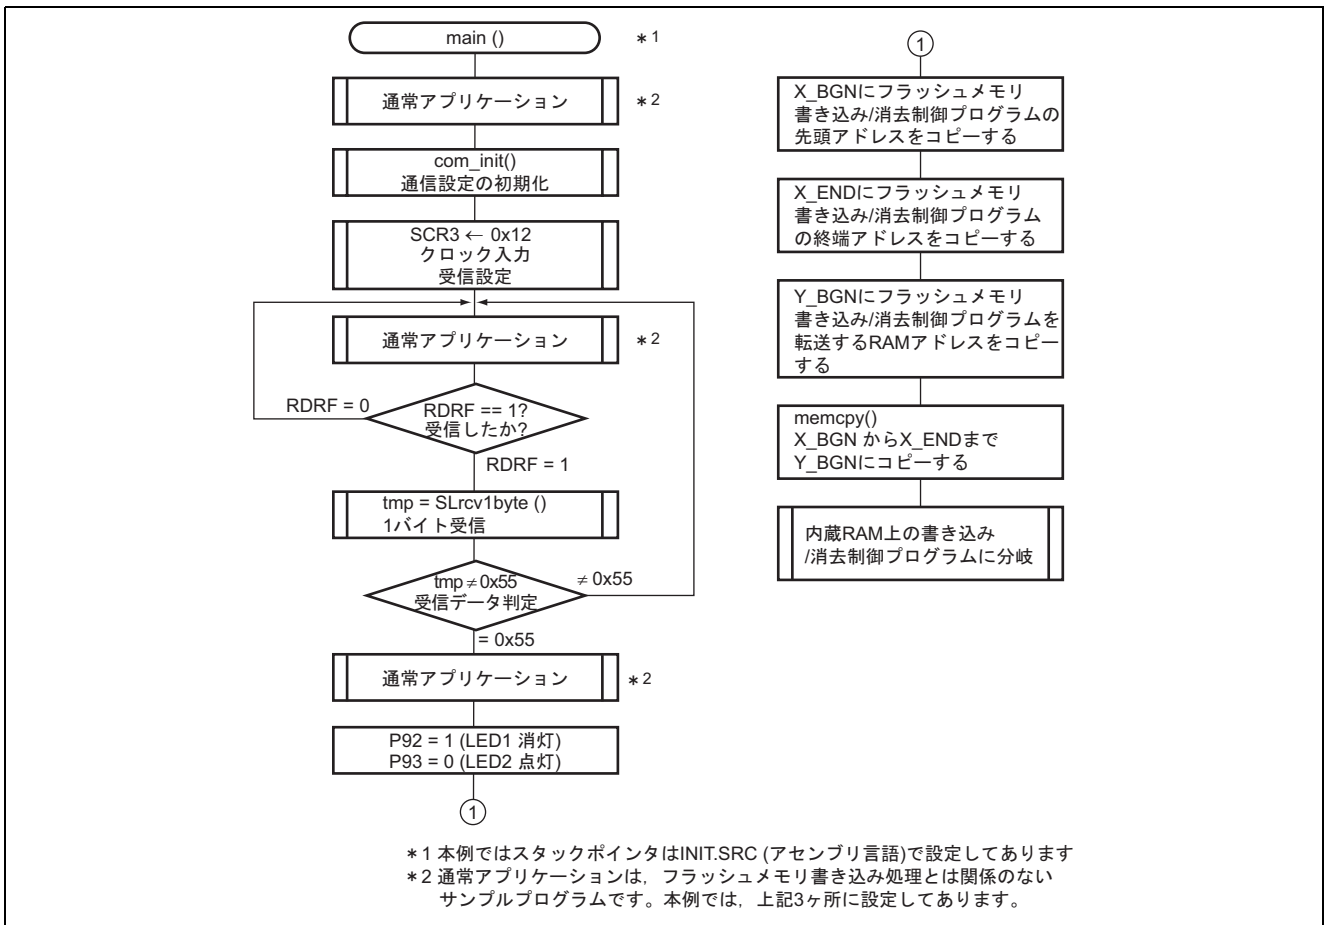 main ()
*1
通常アプリケーション
*2
com_init()
通信設定の初期化
SCR3 ← 0x12
クロック入力
受信設定
通常アプリケーション
*2
RDRF = 0
RDRF == 1?
受信したか?
RDRF = 1
tmp = SLrcv1byte ()
1バイト受信
tmp≠0x55
受信データ判定
≠ 0x55
= 0x55
通常アプリケーション
*2
P92 = 1 (LED1 消灯)
P93 = 0 (LED2 点灯)
1
1
X_BGNにフラッシュメモリ
書き込み/消去制御プログラムの
先頭アドレスをコピーする
X_ENDにフラッシュメモリ
書き込み/消去制御プログラム
の終端アドレスをコピーする
Y_BGNにフラッシュメモリ
書き込み/消去制御プログラムを
転送するRAMアドレスをコピー
する
memcpy()
X_BGN からX_ENDまで
Y_BGNにコピーする
内蔵RAM上の書き込み
/消去制御プログラムに分岐
*1 本例ではスタックポインタはINIT.SRC (アセンブリ言語)で設定してあります
*2 通常アプリケーションは，フラッシュメモリ書き込み処理とは関係のない
サンプルプログラムです。本例では，上記3ヶ所に設定してあります。